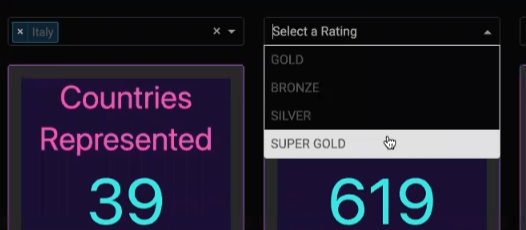 × Italy ×
Select a Rating
GOLD
BRONZE
SILVER
SUPER GOLD
Countries
Represented
39
619